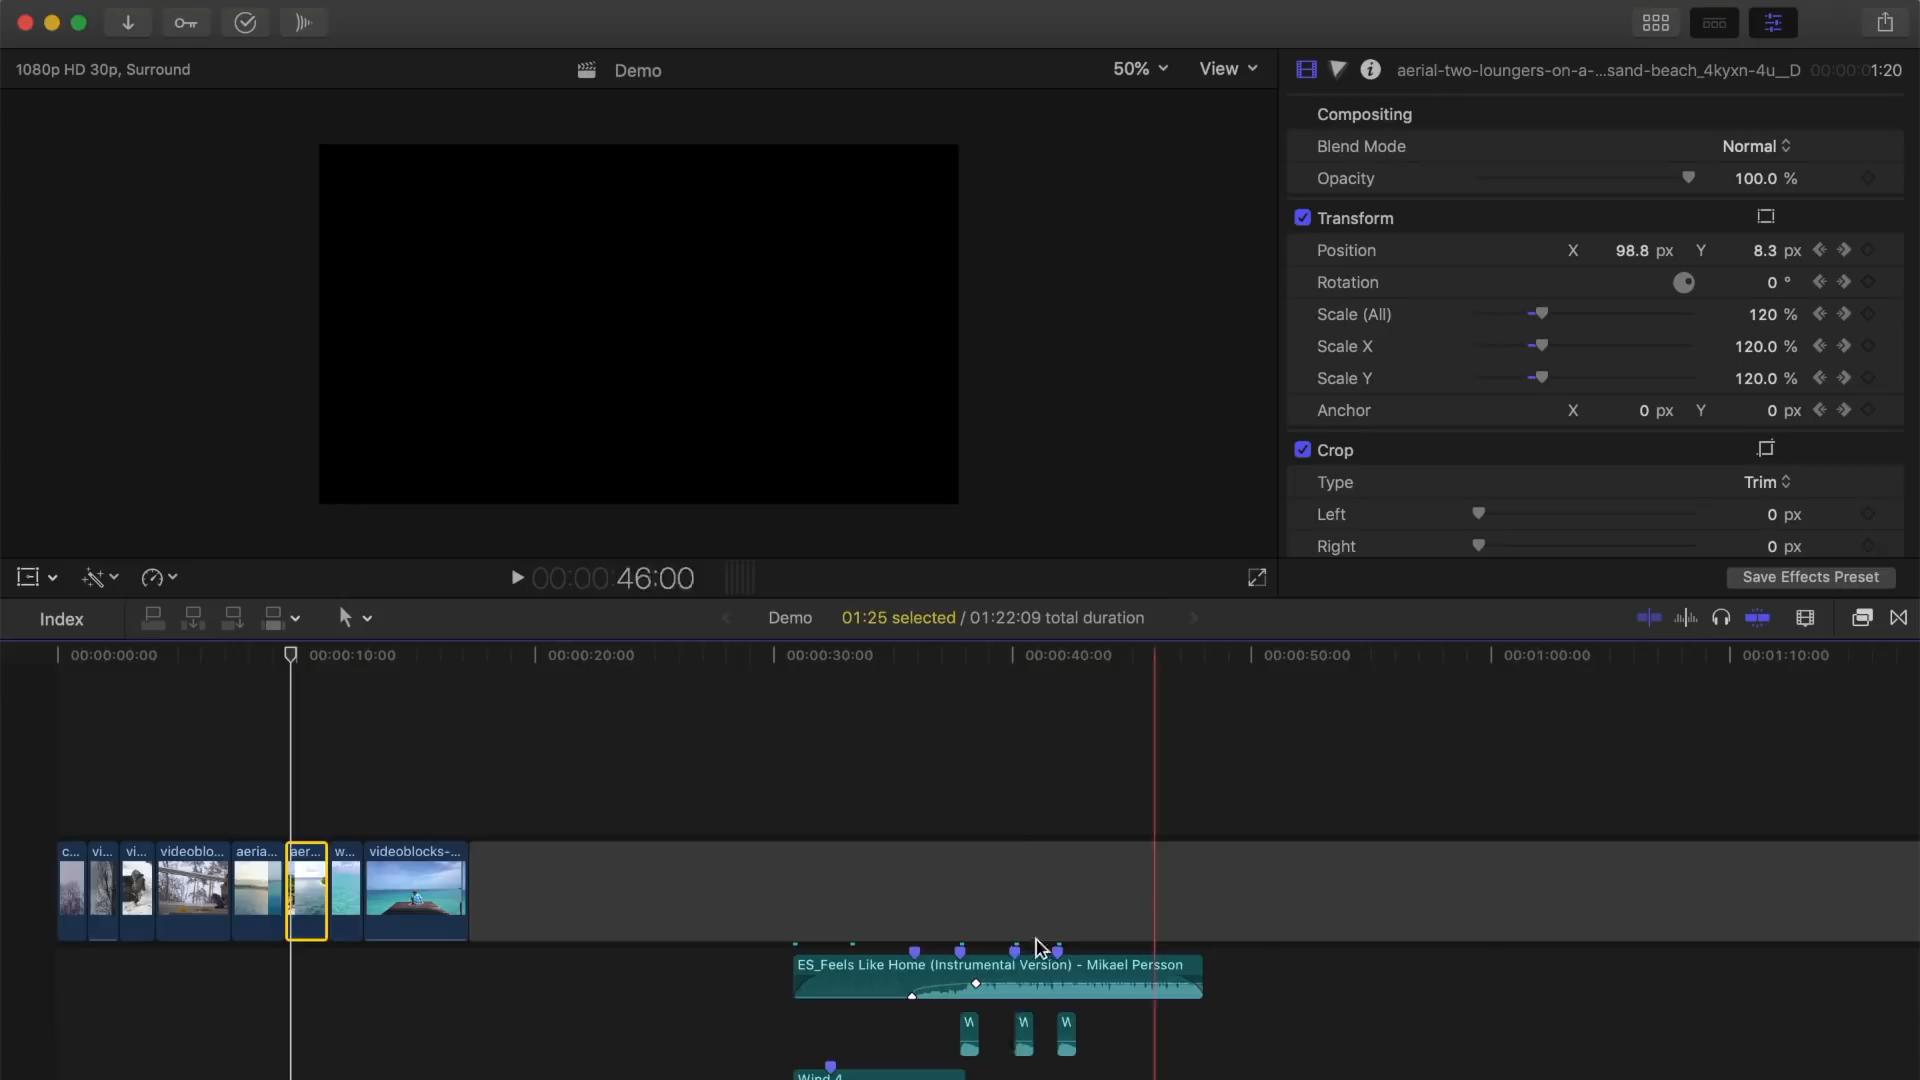 1080p HD 30p, Surround
Demo
50%
View
aerial-two-loungers-on-a-...sand-beach_4kyxn-4u__D
00:00:01:20
Compositing
Blend Mode
Normal
Opacity
100.0 %
Transform
Position
X 98.8 px Y 8.3 px
Rotation
0 °
Scale (All)
120 %
Scale X
120.0 %
Scale Y
120.0 %
Anchor
X 0 px Y 0 px
Crop
Type
Trim
Left
0 px
Right
0 px
00:00:46:00
Save Effects Preset
Index
Demo
01:25 selected / 01:22:09 total duration
00:00:00:00
00:00:10:00
00:00:20:00
00:00:30:00
00:00:40:00
00:00:50:00
00:01:00:00
00:01:10:00
c...
vi...
vi...
videoblo...
aeria...
aer...
w...
videoblocks-...
ES_Feels Like Home (Instrumental Version) - Mikael Persson
W
W
W
Wind 4